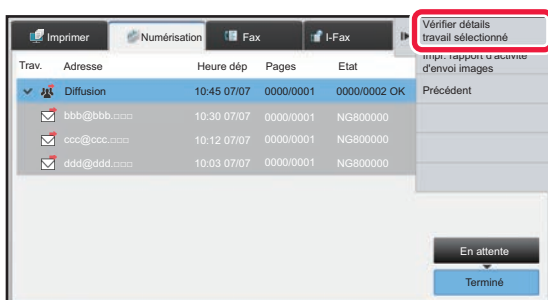 Imprimer Numérisation Fax I-Fax
Vérifier détails
travail sélectionné
Impr. rapport d'activité
d'envoi images
Précédent
Trav. Adresse Heure dép Pages Etat
Diffusion 10:45 07/07 0000/0001 0000/0002 OK
bbb@bbb.□□□ 10:30 07/07 0000/0001 NG800000
ccc@ccc.□□□ 10:12 07/07 0000/0001 NG800000
ddd@ddd.□□□ 10:03 07/07 0000/0001 NG800000
En attente
Terminé